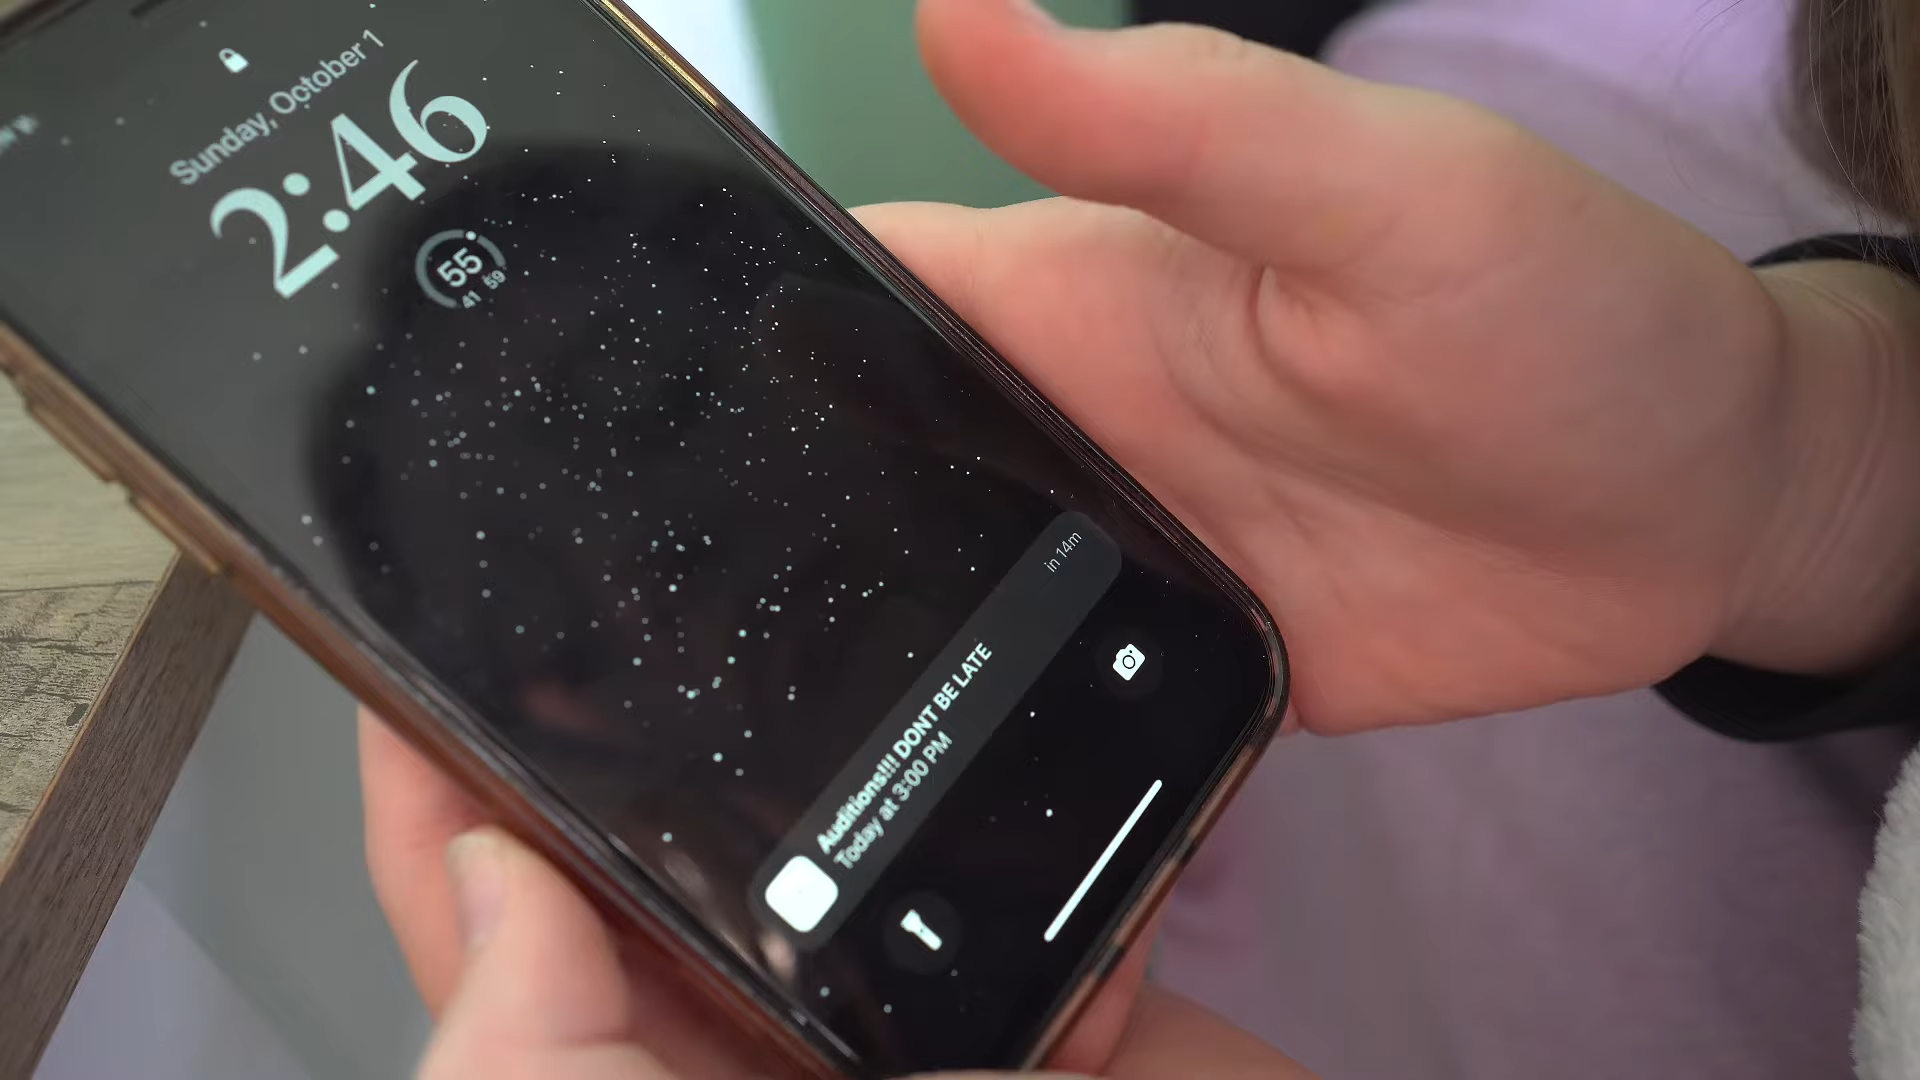 Sunday, October 1
2:46
55
41 59
Auditions!!! DONT BE LATE
in 14m
Today at 3:00 PM